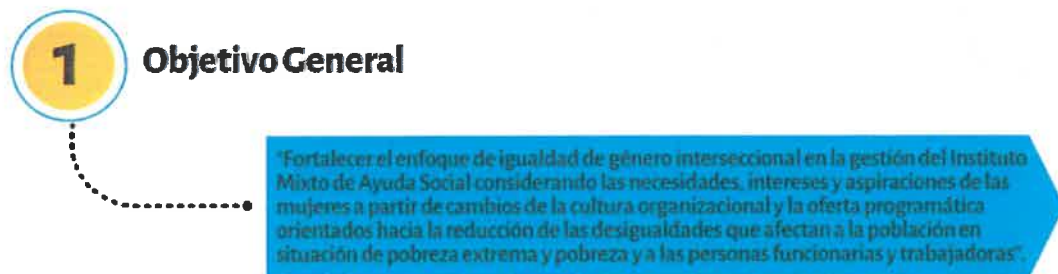 1
Objetivo General
"Fortalecer el enfoque de igualdad de género interseccional en la gestión del Instituto
Mixto de Ayuda Social considerando las necesidades, intereses y aspiraciones de las
mujeres a partir de cambios de la cultura organizacional y la oferta programática
orientados hacia la reducción de las desigualdades que afectan a la población en
situación de pobreza extrema y pobreza y a las personas funcionarias y trabajadoras".